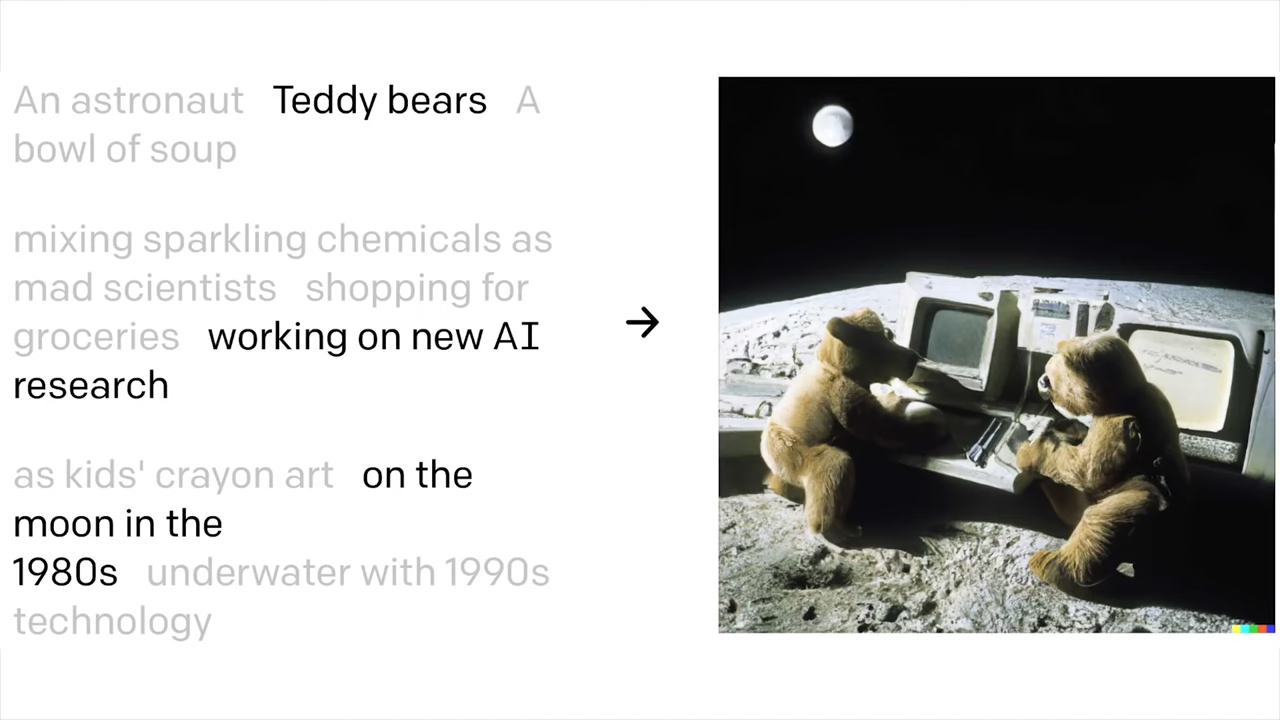 An astronaut Teddy bears A
bowl of soup
mixing sparkling chemicals as
mad scientists shopping for
groceries working on new AI
research
as kids' crayon art on the
moon in the
1980s underwater with 1990s
technology